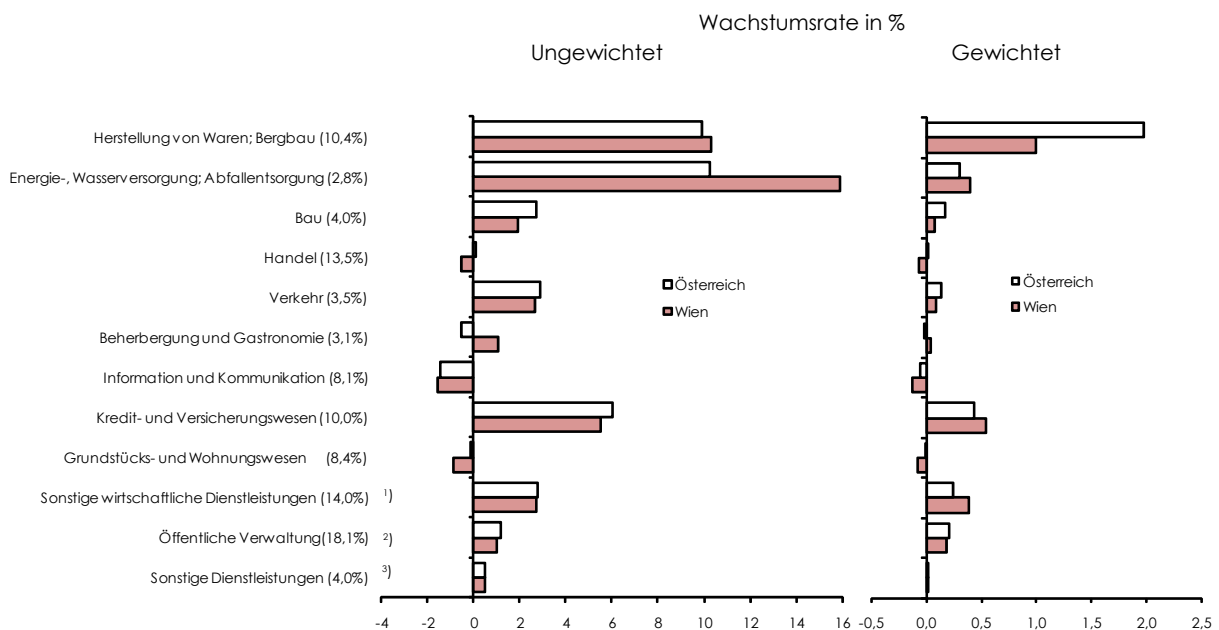 Wachstumsrate in %
Ungewichtet
Gewichtet
Herstellung von Waren; Bergbau (10,4%)
Energie-, Wasserversorgung; Abfallentsorgung (2,8%)
Bau (4,0%)
Handel (13,5%)
Verkehr (3,5%)
Beherbergung und Gastronomie (3,1%)
Information und Kommunikation (8,1%)
Kredit- und Versicherungswesen (10,0%)
Grundstücks- und Wohnungswesen (8,4%)
Sonstige wirtschaftliche Dienstleistungen (14,0%) ¹)
Öffentliche Verwaltung(18,1%) ²)
Sonstige Dienstleistungen (4,0%) ³)
Österreich
Wien
Österreich
Wien
-4 -2 0 2 4 6 8 10 12 14 16
-0,5 0,0 0,5 1,0 1,5 2,0 2,5